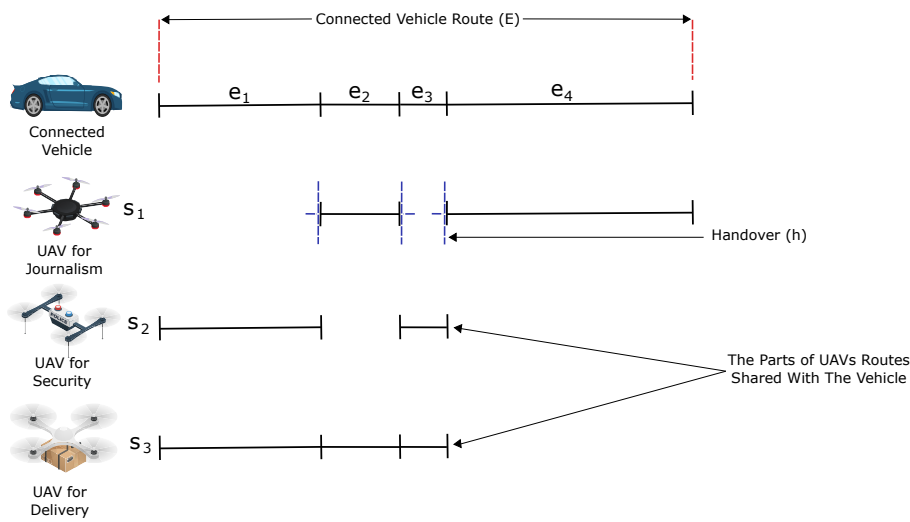 Connected Vehicle Route (E)
e1 e2 e3 e4
Connected
Vehicle
s1
UAV for
Journalism
Handover (h)
POLICE
s2
UAV for
Security
The Parts of UAVs Routes
Shared With The Vehicle
s3
UAV for
Delivery